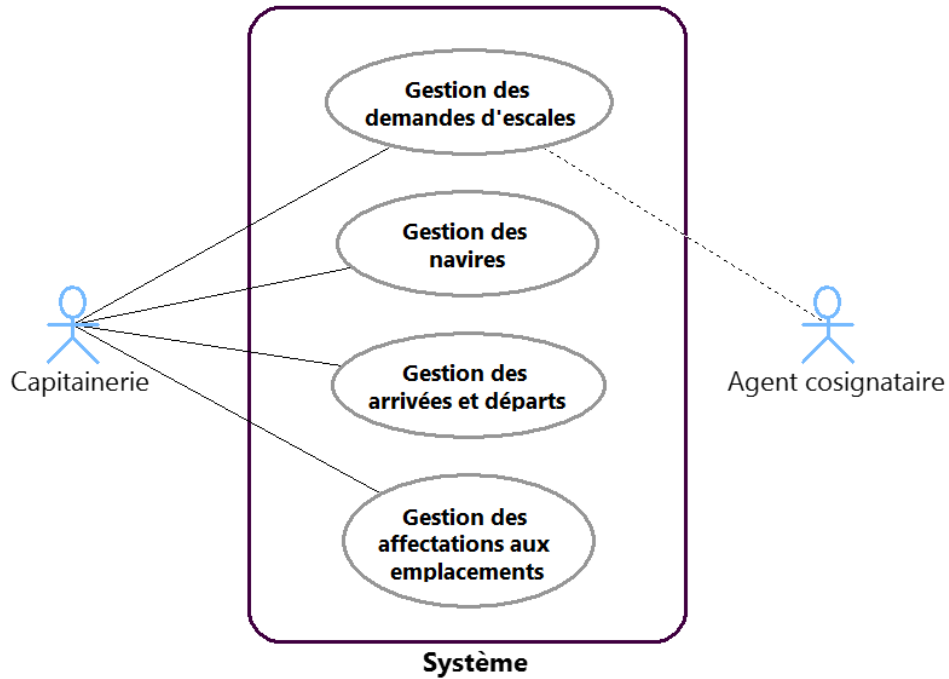 Gestion des
demandes d'escales
Gestion des
navires
Capitainerie
Gestion des
arrivées et départs
Agent cosignataire
Gestion des
affectations aux
emplacements
Système